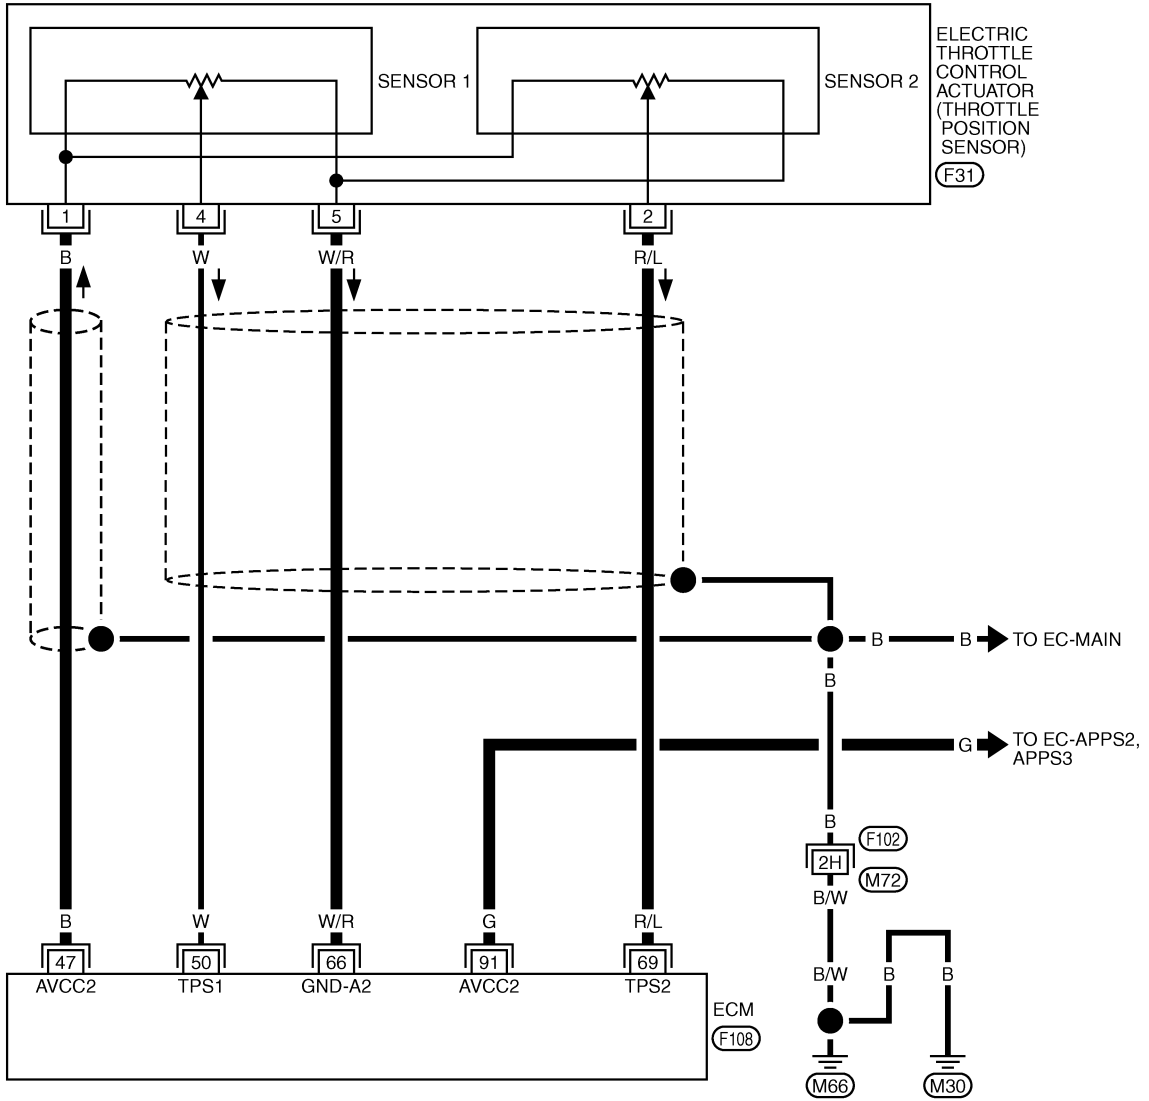 ELECTRIC
THROTTLE
CONTROL
ACTUATOR
(THROTTLE
POSITION
SENSOR)
F31
SENSOR 1
SENSOR 2
1
4
5
2
B
W
W/R
R/L
B
B
TO EC-MAIN
B
G
TO EC-APPS2,
APPS3
B
F102
2H
M72
B/W
B
W
W/R
G
R/L
47
50
66
91
69
AVCC2
TPS1
GND-A2
AVCC2
TPS2
B/W
B
B
ECM
F108
M66
M30